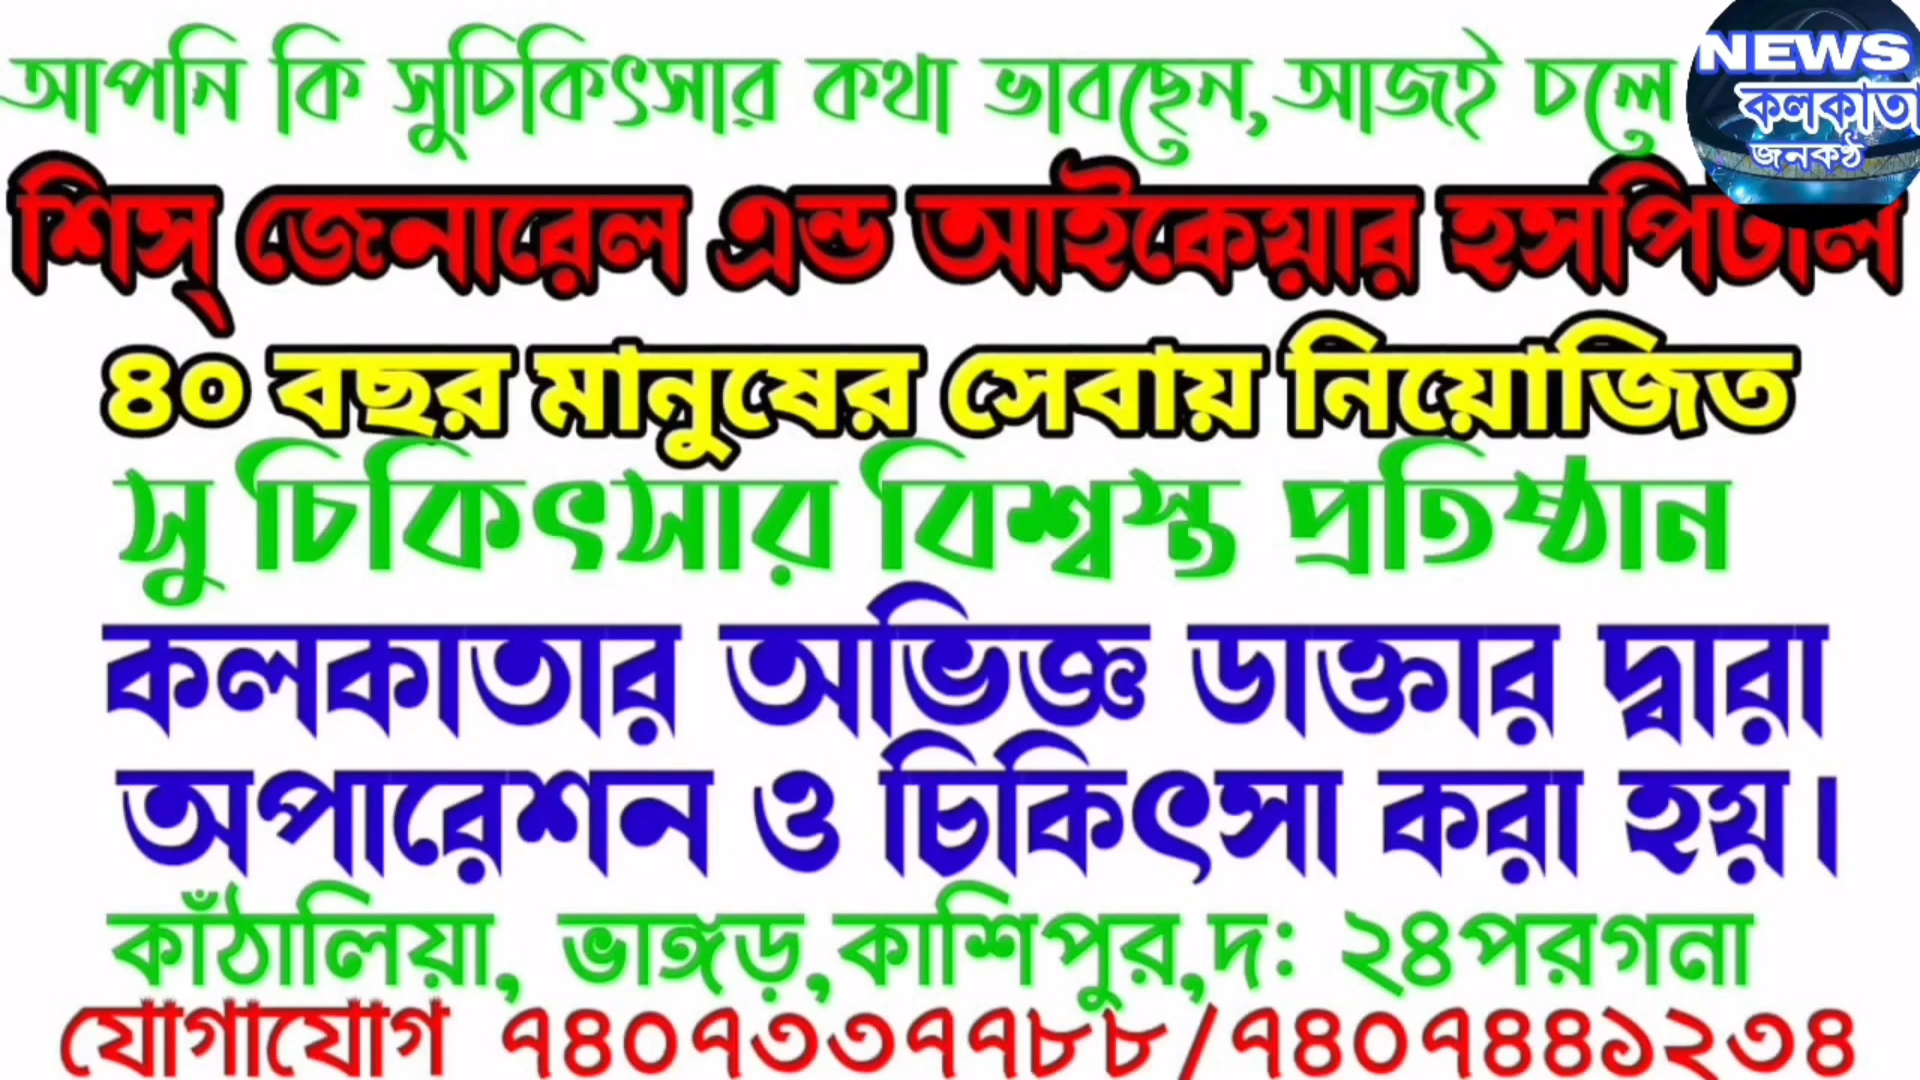 আপনি কি সুচিকিৎসার কথা ভাবছেন,আজই চলে
NEWS
কলকাতা
জনকণ্ঠ
শিস্ জেনারেল এন্ড আইকেয়ার হসপিটাল
৪০ বছর মানুষের সেবায় নিয়োজিত
সু চিকিৎসার বিশ্বস্ত প্রতিষ্ঠান
কলকাতার অভিজ্ঞ ডাক্তার দ্বারা
অপারেশন ও চিকিৎসা করা হয়।
কাঁঠালিয়া, ভাঙ্গড়,কাশিপুর,দ: ২৪পরগনা
যোগাযোগ ৭৪০৭৩৩৭৭৮৮/৭৪০৭৪৪১২৩৪